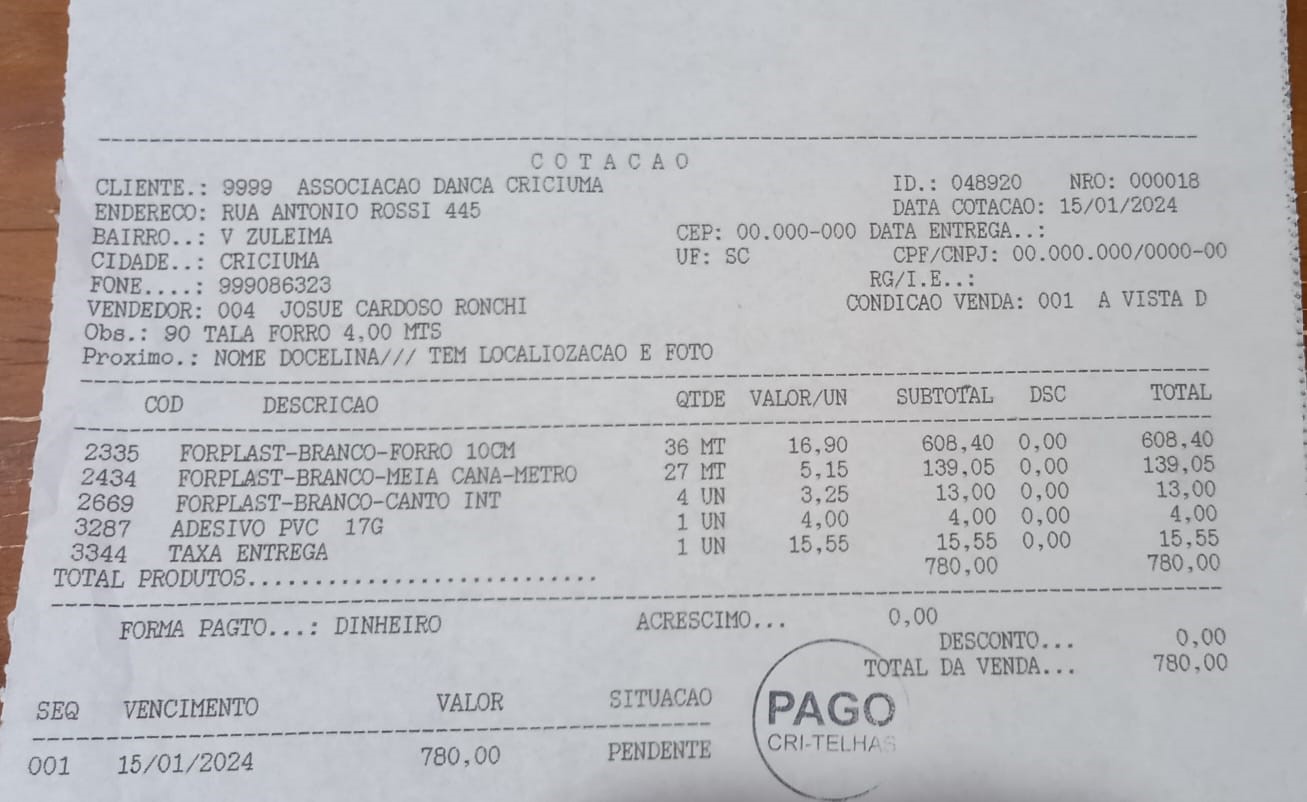 C O T A C A O
CLIENTE.: 9999 ASSOCIACAO DANCA CRICIUMA ID.: 048920 NRO: 000018
ENDERECO: RUA ANTONIO ROSSI 445 DATA COTACAO: 15/01/2024
BAIRRO..: V ZULEIMA CEP: 00.000-000 DATA ENTREGA..:
CIDADE..: CRICIUMA UF: SC CPF/CNPJ: 00.000.000/0000-00
FONE....: 999086323 RG/I.E..:
VENDEDOR: 004 JOSUE CARDOSO RONCHI CONDICAO VENDA: 001 A VISTA D
Obs.: 90 TALA FORRO 4,00 MTS
Proximo.: NOME DOCELINA/// TEM LOCALIOZACAO E FOTO
COD DESCRICAO QTDE VALOR/UN SUBTOTAL DSC TOTAL
2335 FORPLAST-BRANCO-FORRO 10CM 36 MT 16,90 608,40 0,00 608,40
2434 FORPLAST-BRANCO-MEIA CANA-METRO 27 MT 5,15 139,05 0,00 139,05
2669 FORPLAST-BRANCO-CANTO INT 4 UN 3,25 13,00 0,00 13,00
3287 ADESIVO PVC 17G 1 UN 4,00 4,00 0,00 4,00
3344 TAXA ENTREGA 1 UN 15,55 15,55 0,00 15,55
TOTAL PRODUTOS.......................... 780,00 780,00
FORMA PAGTO...: DINHEIRO ACRESCIMO... 0,00
DESCONTO... 0,00
TOTAL DA VENDA... 780,00
SEQ VENCIMENTO VALOR SITUACAO
001 15/01/2024 780,00 PENDENTE
PAGO
CRI-TELHAS